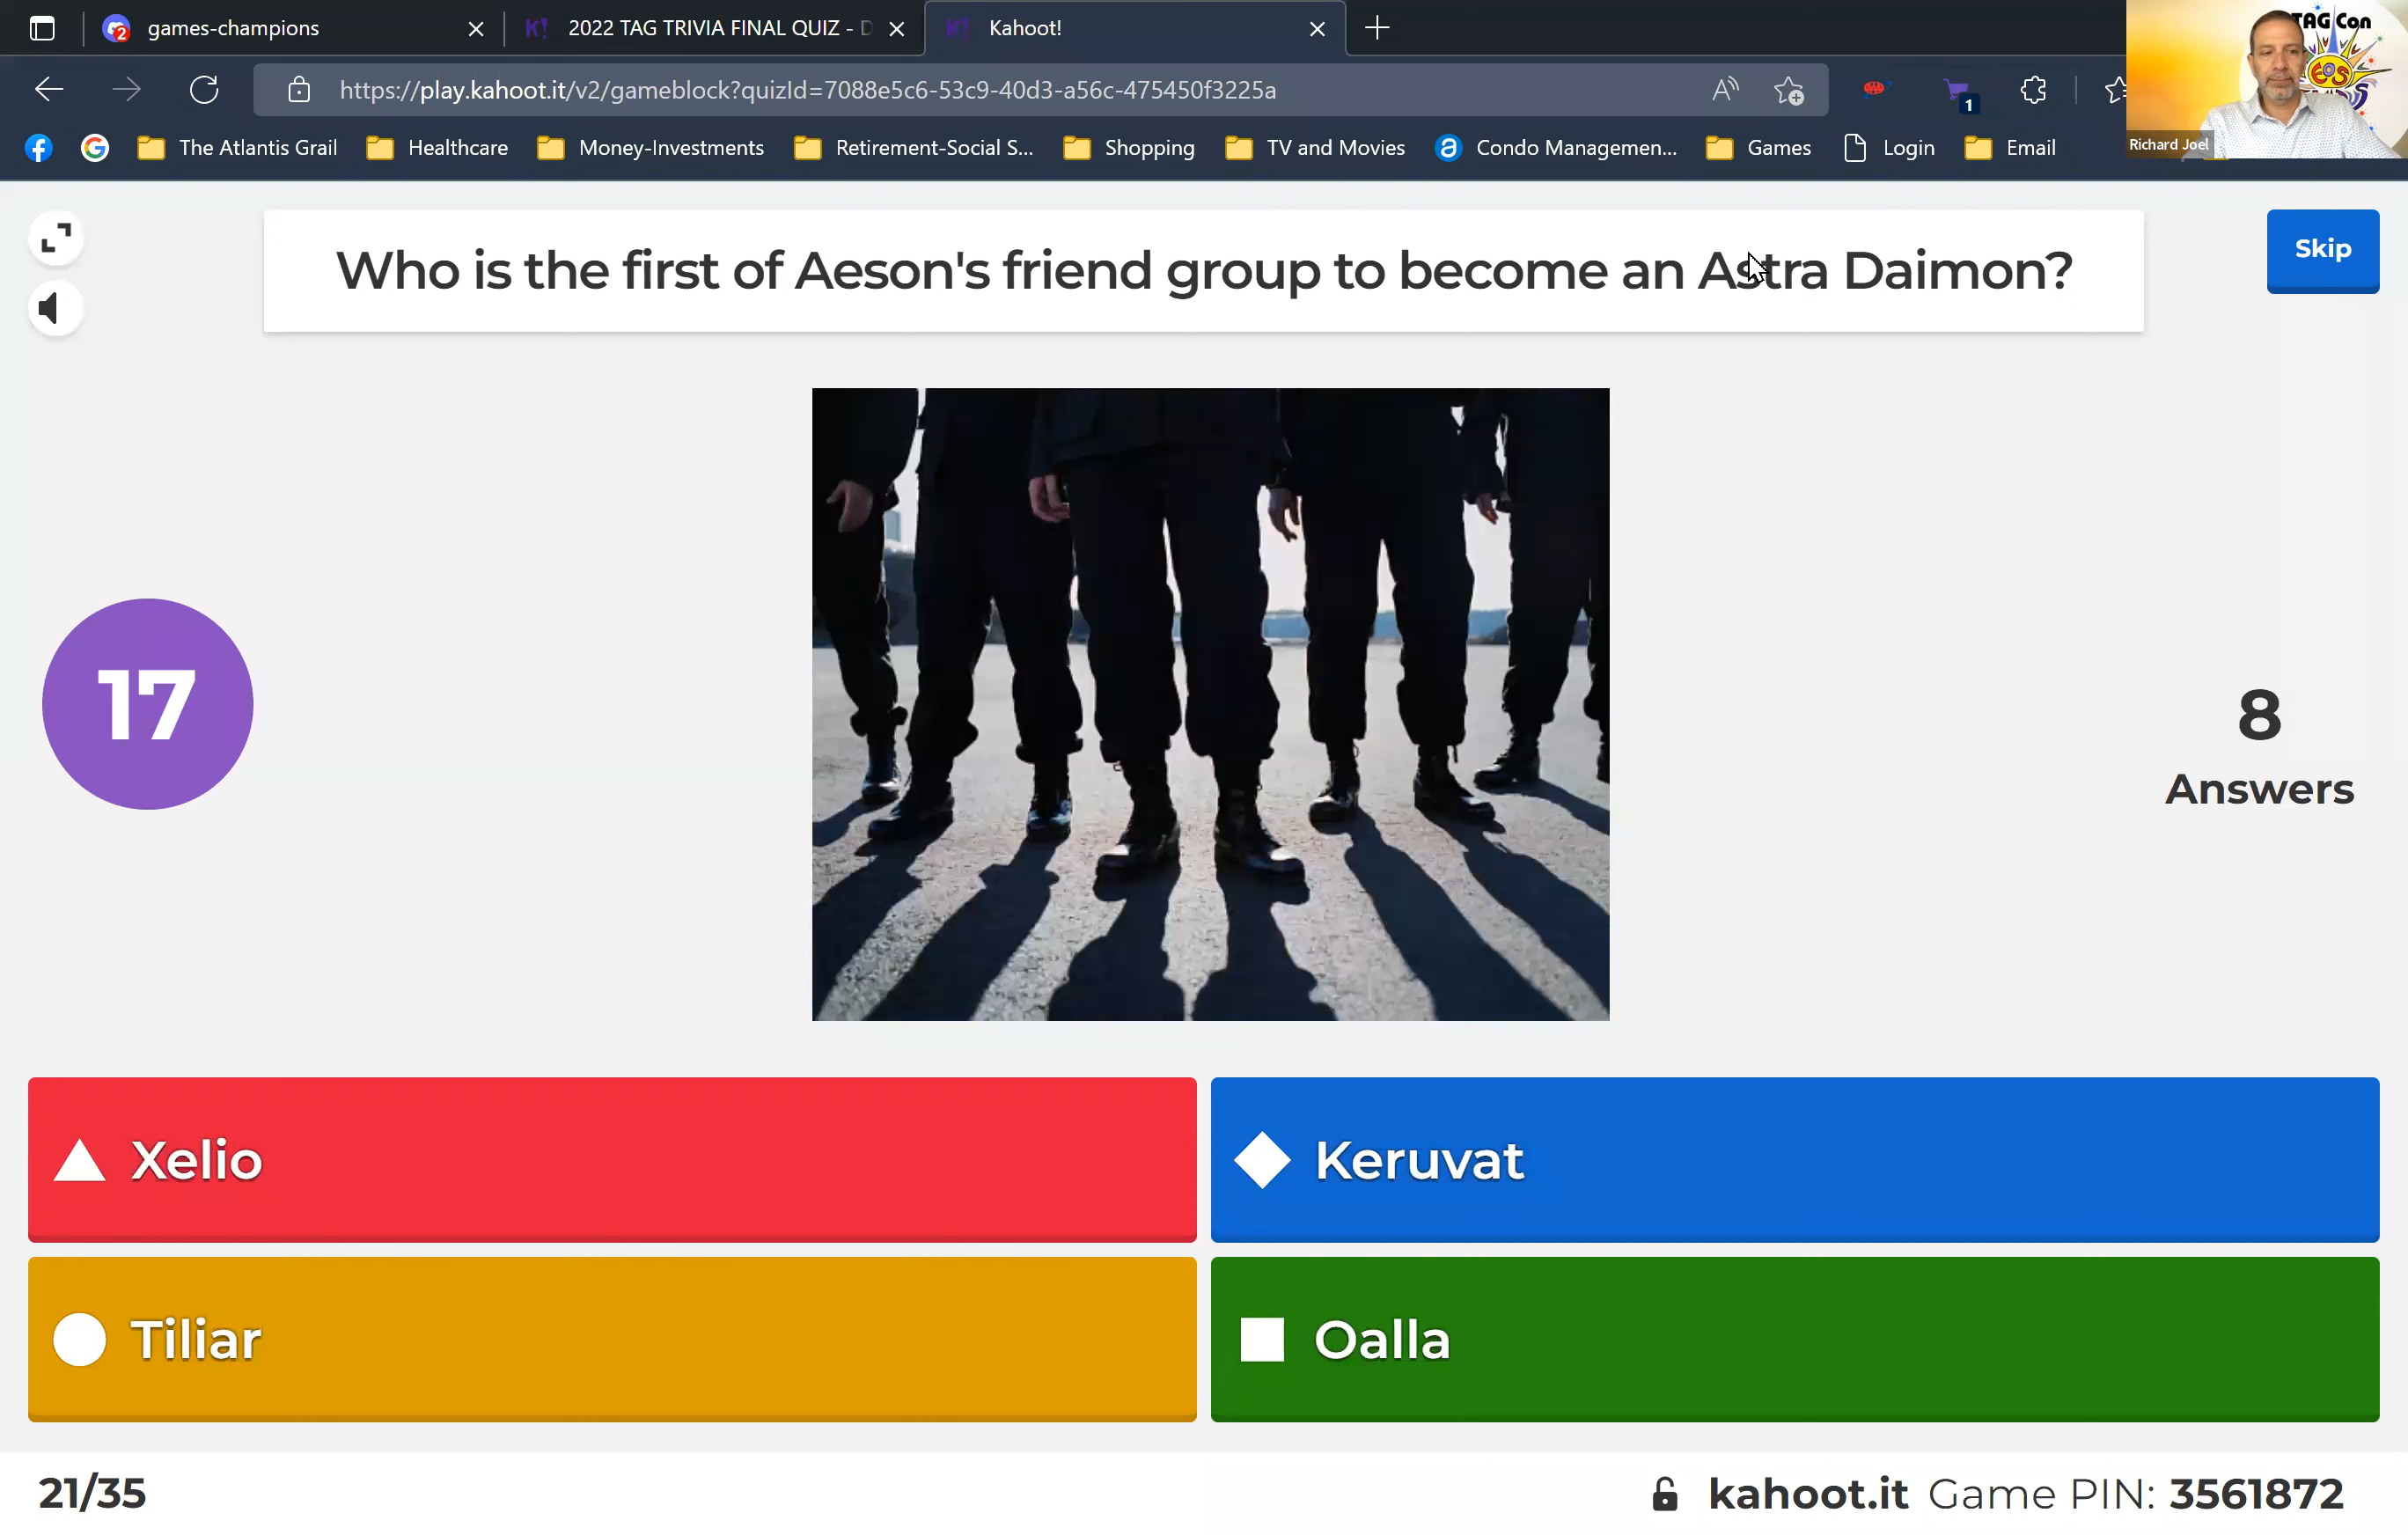 games-champions
2022 TAG TRIVIA FINAL QUIZ - D
Kahoot!
https://play.kahoot.it/v2/gameblock?quizId=7088e5c6-53c9-40d3-a56c-475450f3225a
The Atlantis Grail
Healthcare
Money-Investments
Retirement-Social S...
Shopping
TV and Movies
Condo Managemen...
Games
Login
Email
TAG Con
EOS
Richard Joel
Who is the first of Aeson's friend group to become an Astra Daimon?
Skip
17
8
Answers
Xelio
Keruvat
Tiliar
Oalla
21/35
kahoot.it Game PIN: 3561872